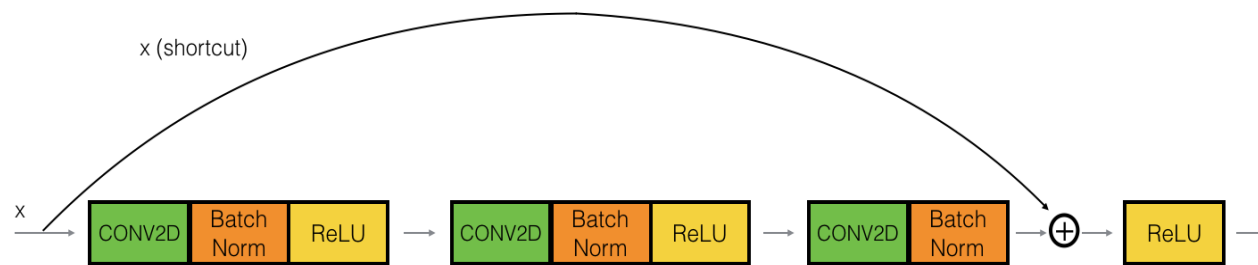 x (shortcut)
x
CONV2D
Batch
Norm
ReLU
CONV2D
Batch
Norm
ReLU
CONV2D
Batch
Norm
+
ReLU